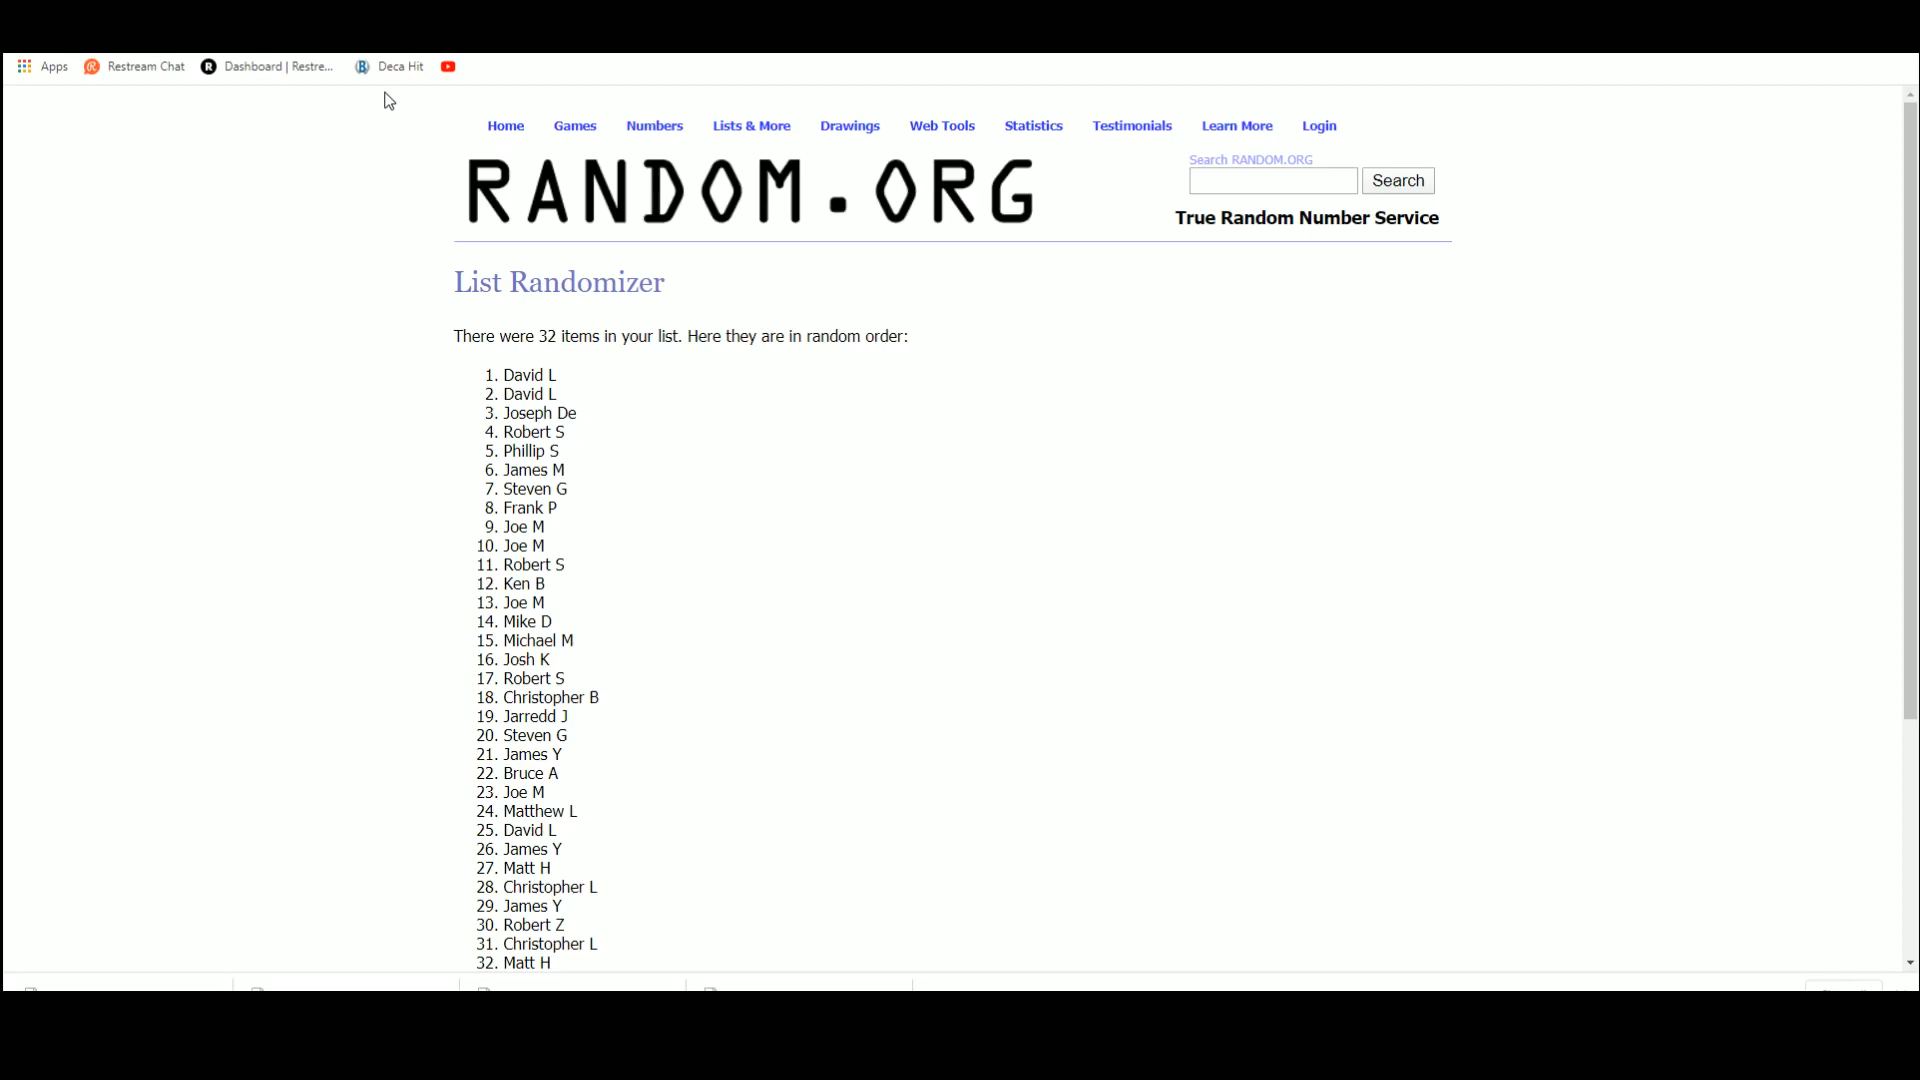 Apps Restream Chat Dashboard | Restre... Deca Hit
Home Games Numbers Lists & More Drawings Web Tools Statistics Testimonials Learn More Login
RANDOM.ORG
Search RANDOM.ORG
Search
True Random Number Service
List Randomizer
There were 32 items in your list. Here they are in random order:
1. David L
2. David L
3. Joseph De
4. Robert S
5. Phillip S
6. James M
7. Steven G
8. Frank P
9. Joe M
10. Joe M
11. Robert S
12. Ken B
13. Joe M
14. Mike D
15. Michael M
16. Josh K
17. Robert S
18. Christopher B
19. Jarredd J
20. Steven G
21. James Y
22. Bruce A
23. Joe M
24. Matthew L
25. David L
26. James Y
27. Matt H
28. Christopher L
29. James Y
30. Robert Z
31. Christopher L
32. Matt H